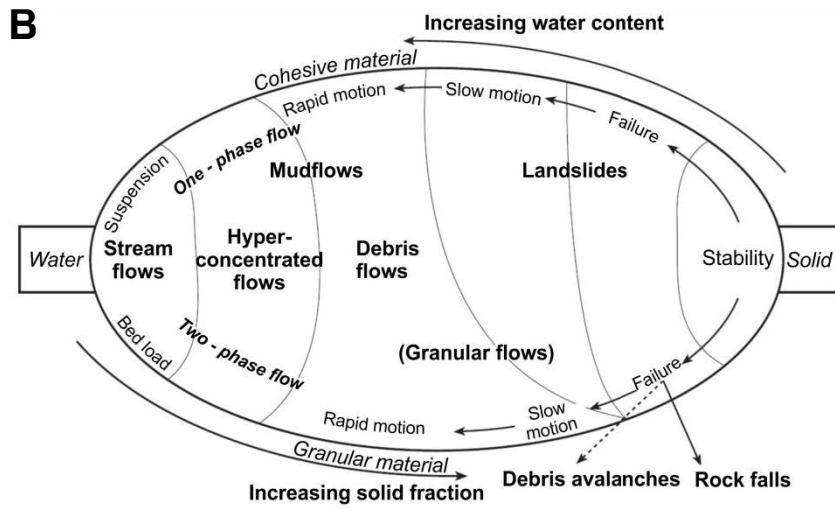 B
Increasing water content
Cohesive material
Rapid motion
Slow motion
Failure
One - phase flow
Suspension
Mudflows
Landslides
Water
Stream
flows
Hyper-
concentrated
flows
Debris
flows
Stability
Solid
Bed load
Two - phase flow
(Granular flows)
Failure
Slow
motion
Rapid motion
Granular material
Increasing solid fraction
Debris avalanches
Rock falls